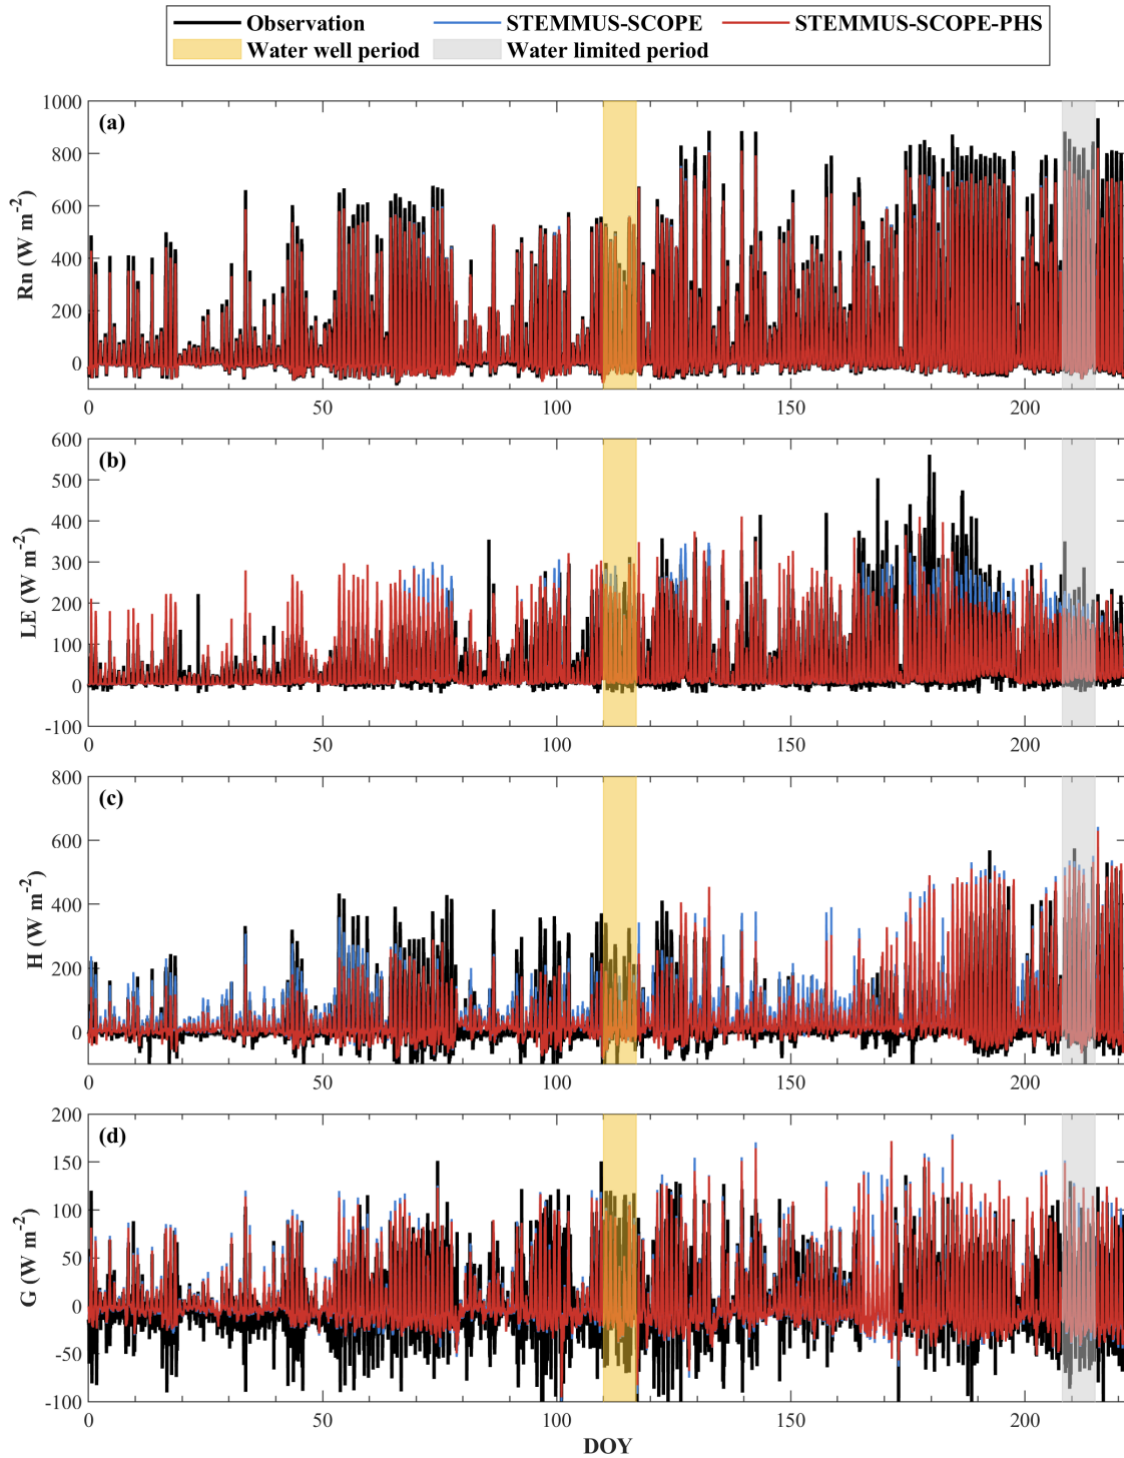 Observation STEMMUS-SCOPE STEMMUS-SCOPE-PHS
Water well period Water limited period
(a)
Rn (W m-2)
1000
800
600
400
200
0
0 50 100 150 200
(b)
LE (W m-2)
600
500
400
300
200
100
0
-100
0 50 100 150 200
(c)
H (W m-2)
800
600
400
200
0
0 50 100 150 200
(d)
G (W m-2)
200
150
100
50
0
-50
-100
0 50 100 150 200
DOY